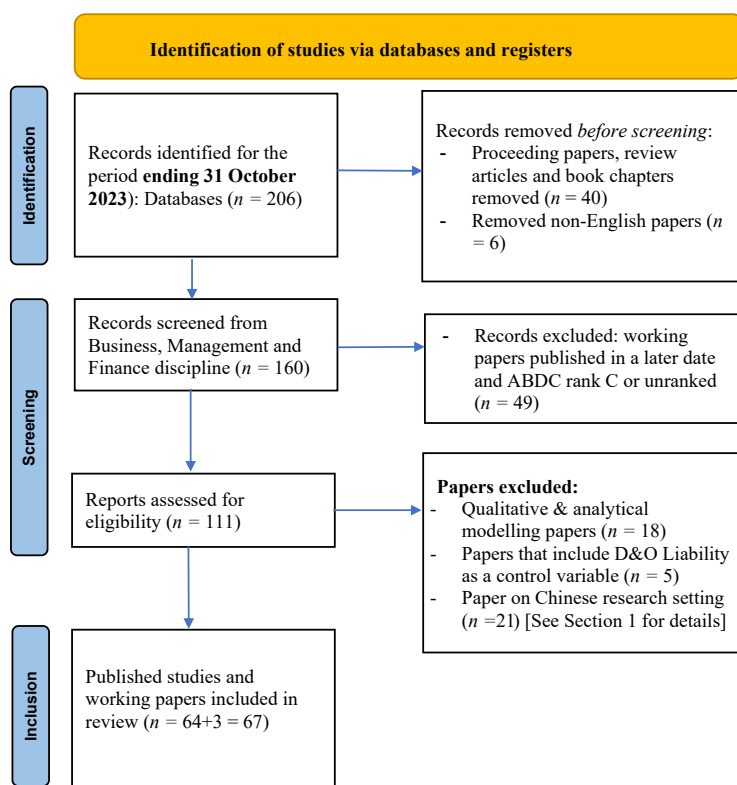 Identification of studies via databases and registers
Identification
Records identified for the
period ending 31 October
2023): Databases (n = 206)
Records removed before screening:
- Proceeding papers, review
articles and book chapters
removed (n = 40)
- Removed non-English papers (n
= 6)
Screening
Records screened from
Business, Management and
Finance discipline (n = 160)
- Records excluded: working
papers published in a later date
and ABDC rank C or unranked
(n = 49)
Reports assessed for
eligibility (n = 111)
Papers excluded:
- Qualitative & analytical
modelling papers (n = 18)
- Papers that include D&O Liability
as a control variable (n = 5)
- Paper on Chinese research setting
(n =21) [See Section 1 for details]
Inclusion
Published studies and
working papers included in
review (n = 64+3 = 67)